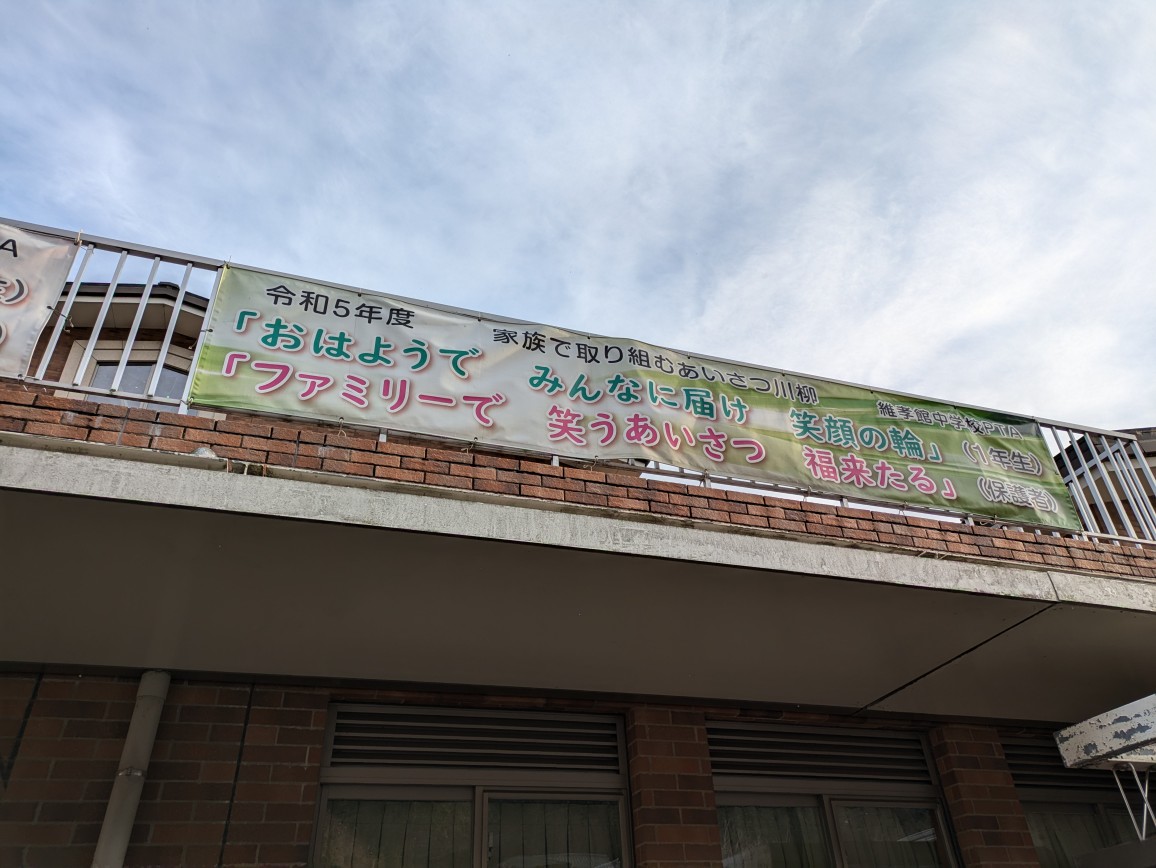 A
令和5年度 家族で取り組むあいさつ川柳 維孝館中学校PTA
「おはようで みんなに届け 笑顔の輪」(1年生)
「ファミリーで 笑うあいさつ 福来たる」(保護者)